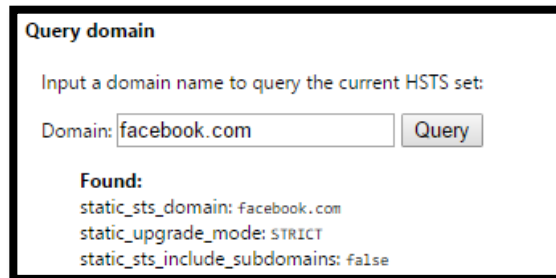 Query domain
Input a domain name to query the current HSTS set:
Domain: facebook.com Query
Found:
static_sts_domain: facebook.com
static_upgrade_mode: STRICT
static_sts_include_subdomains: false